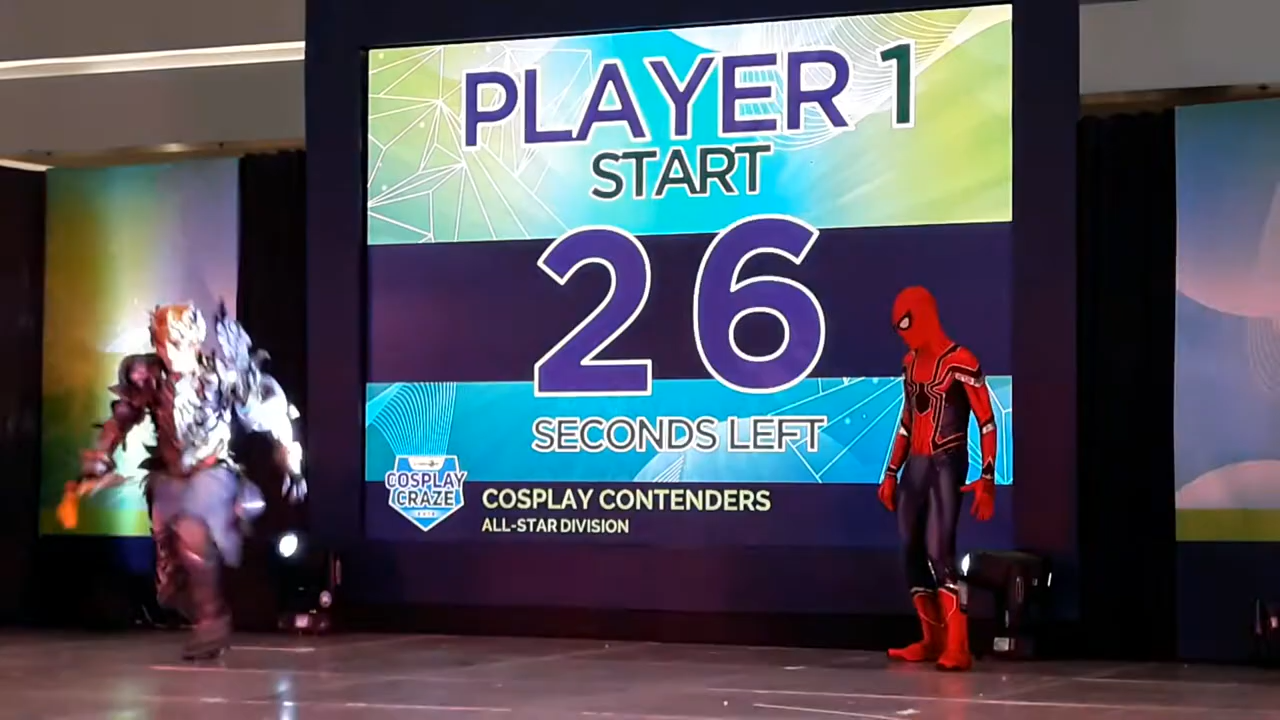 PLAYER 1
START
26
SECONDS LEFT
COSPLAY
CRAZE
COSPLAY CONTENDERS
ALL-STAR DIVISION